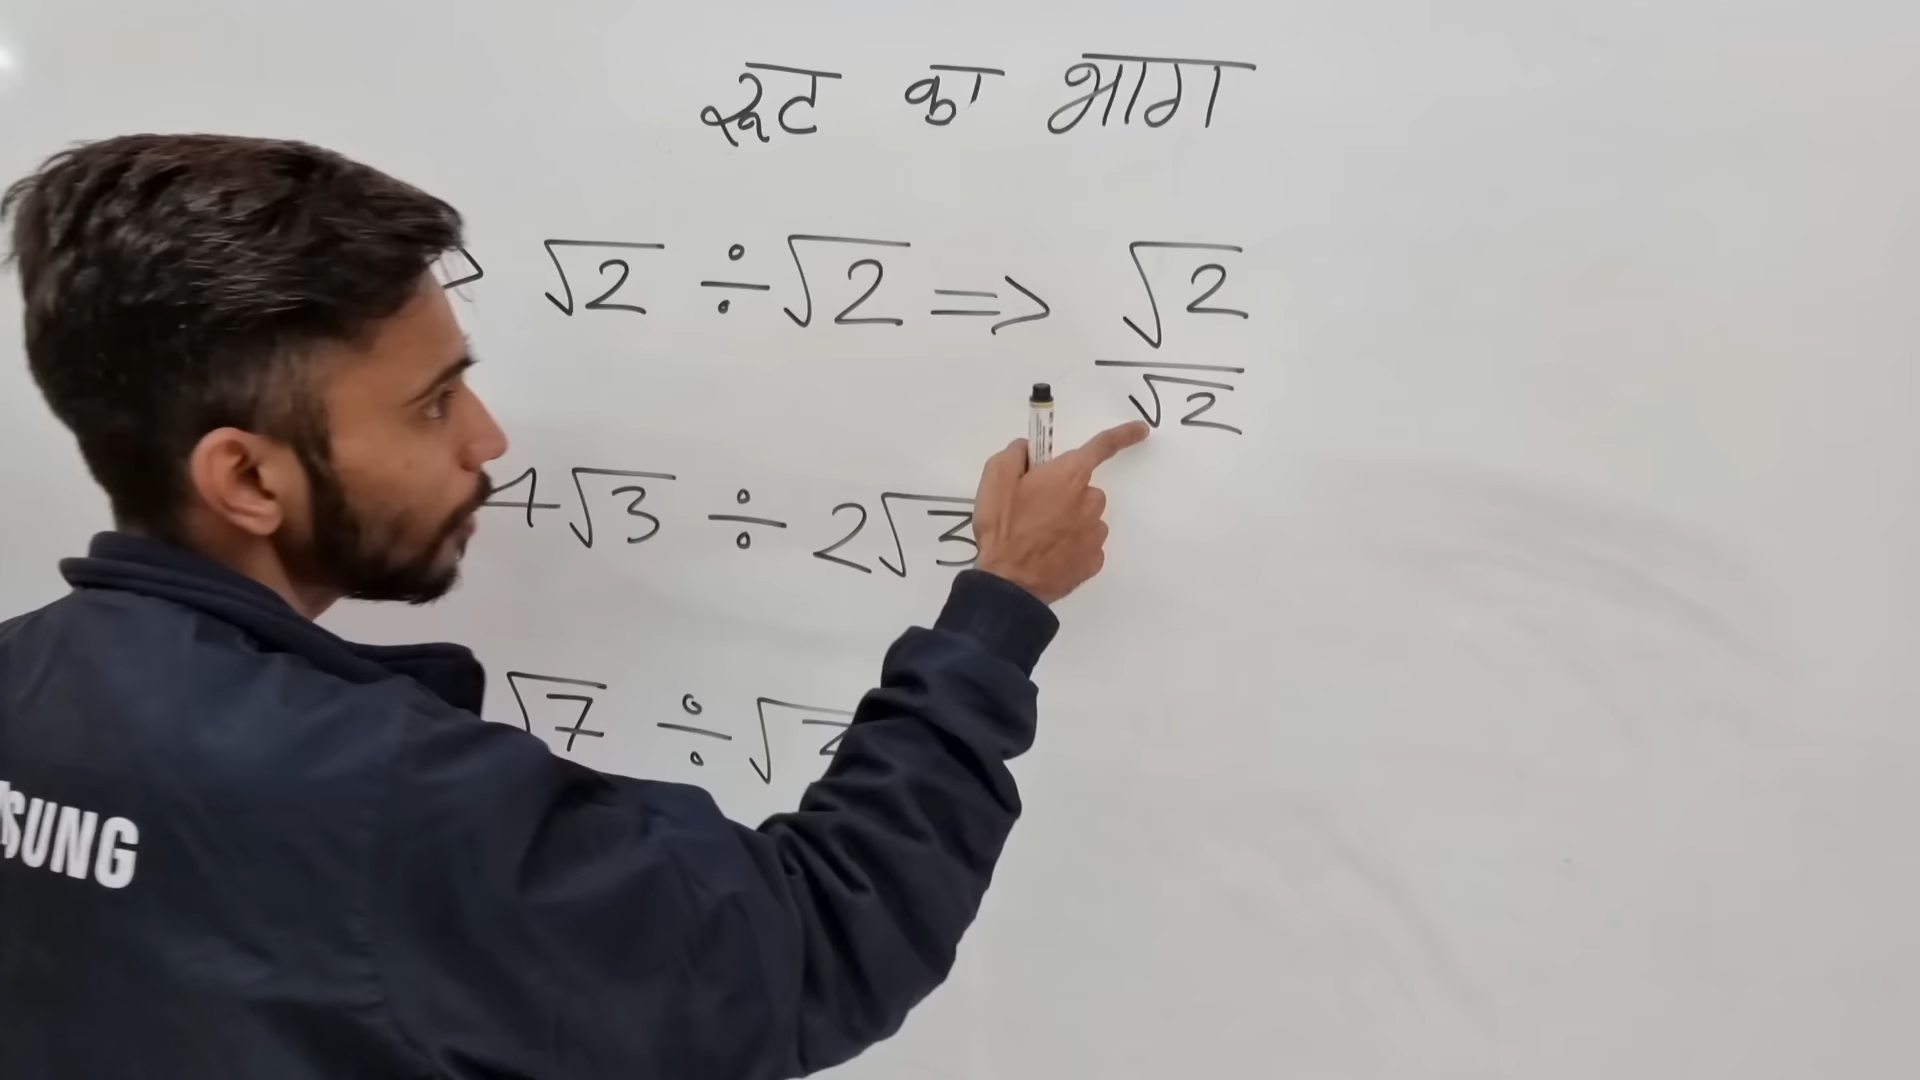 रूट का भाग
√2 ÷ √2 => √2 / √2
4√3 ÷ 2√3
√7 ÷ √
SUNG